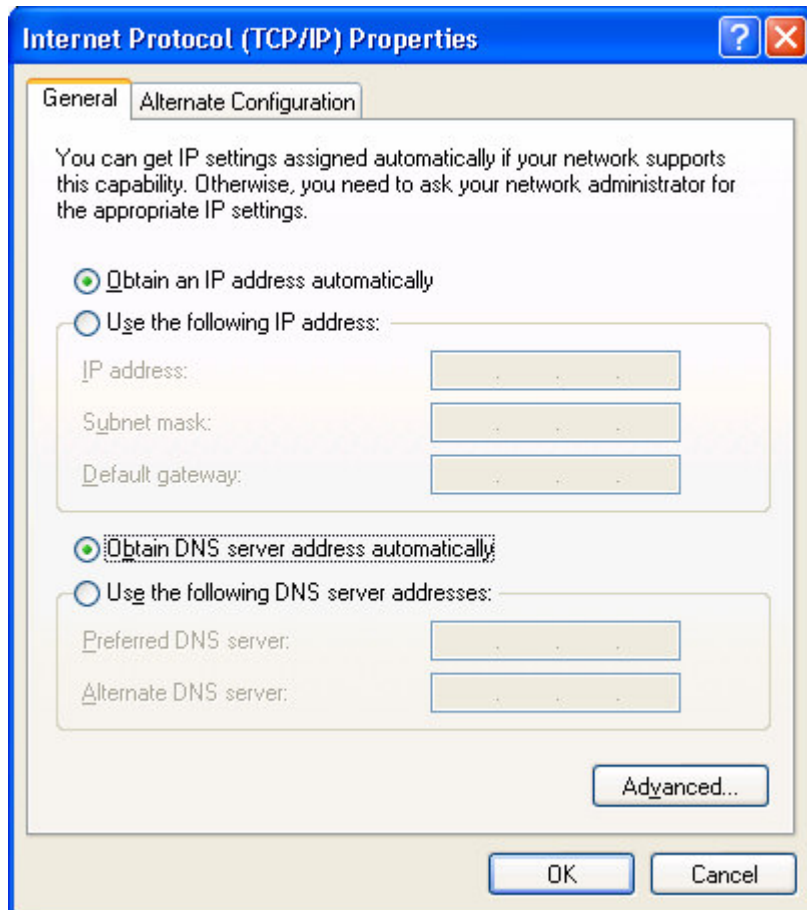 Internet Protocol (TCP/IP) Properties
General
Alternate Configuration
You can get IP settings assigned automatically if your network supports
this capability. Otherwise, you need to ask your network administrator for
the appropriate IP settings.
Obtain an IP address automatically
Use the following IP address:
IP address:
Subnet mask:
Default gateway:
Obtain DNS server address automatically
Use the following DNS server addresses:
Preferred DNS server:
Alternate DNS server:
Advanced...
OK
Cancel